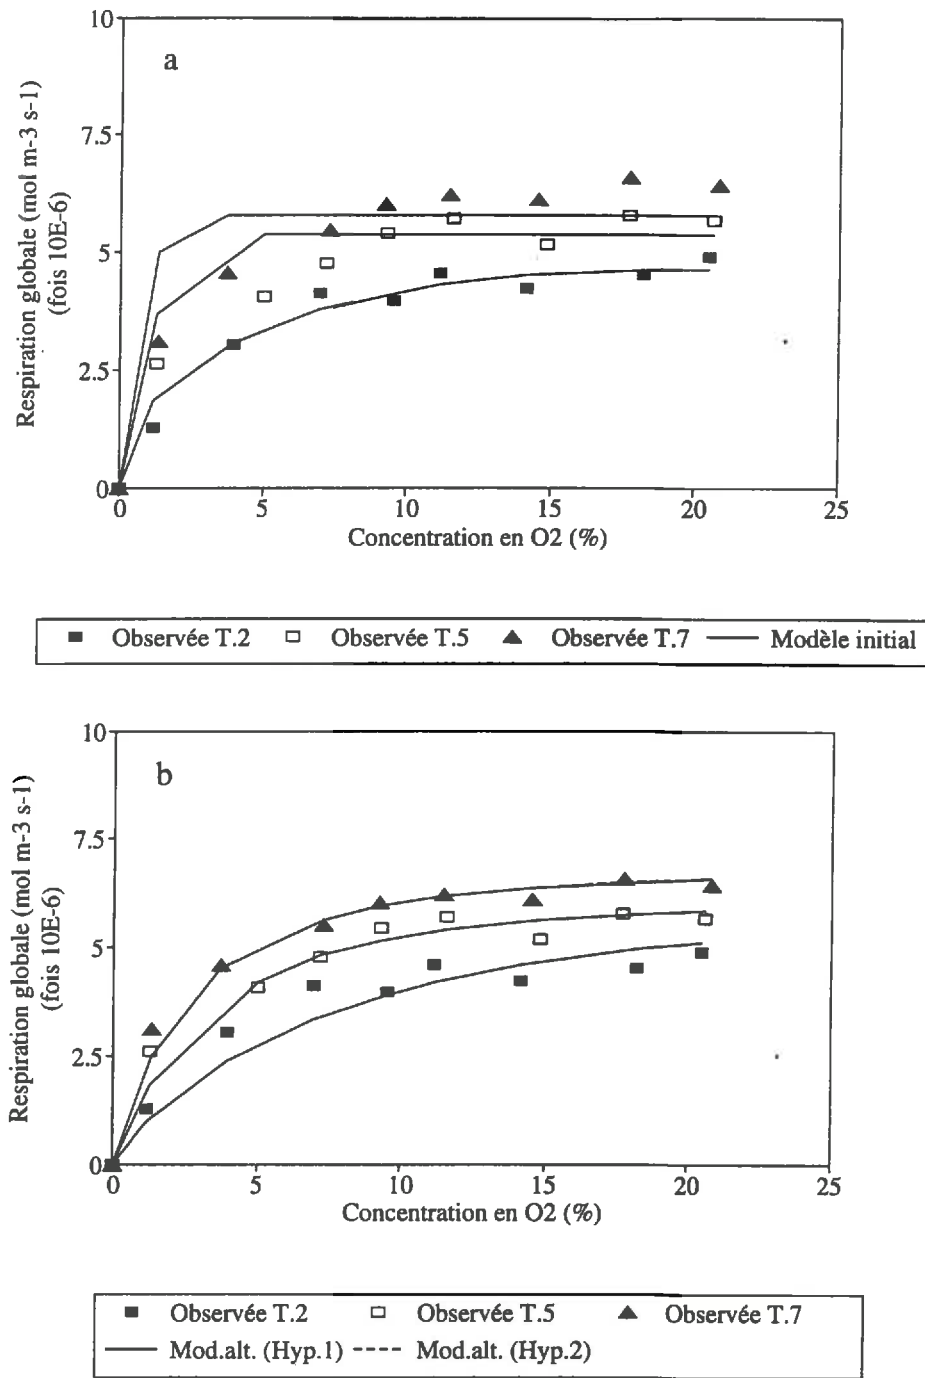 10
a
7.5
5
2.5
0
Respiration globale (mol m-3 s-1)
(fois 10E-6)
0 5 10 15 20 25
Concentration en O2 (%)
Observée T.2 Observée T.5 Observée T.7 Modèle initial
10
b
7.5
5
2.5
0
Respiration globale (mol m-3 s-1)
(fois 10E-6)
0 5 10 15 20 25
Concentration en O2 (%)
Observée T.2 Observée T.5 Observée T.7
Mod.alt. (Hyp.1) Mod.alt. (Hyp.2)